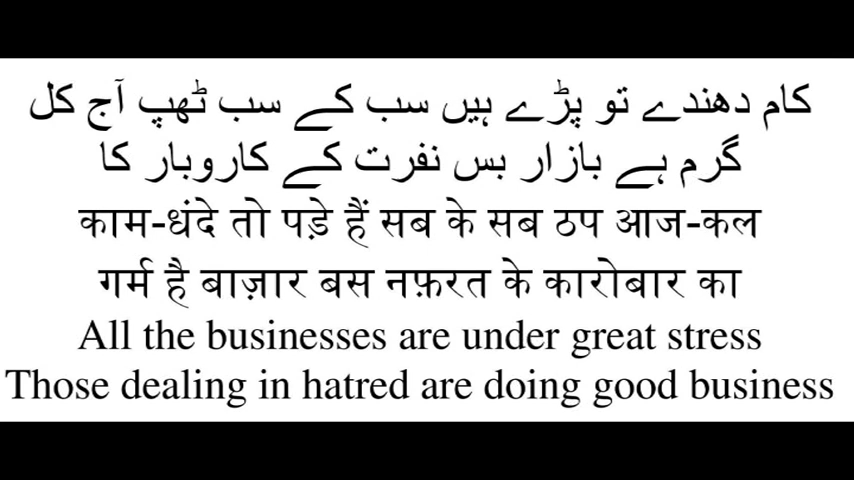 کام دھندے تو پڑے ہیں سب کے سب ٹھپ آج کل
گرم ہے بازار بس نفرت کے کاروبار کا
काम-धंदे तो पड़े हैं सब के सब ठप आज-कल
गर्म है बाज़ार बस नफ़रत के कारोबार का
All the businesses are under great stress
Those dealing in hatred are doing good business